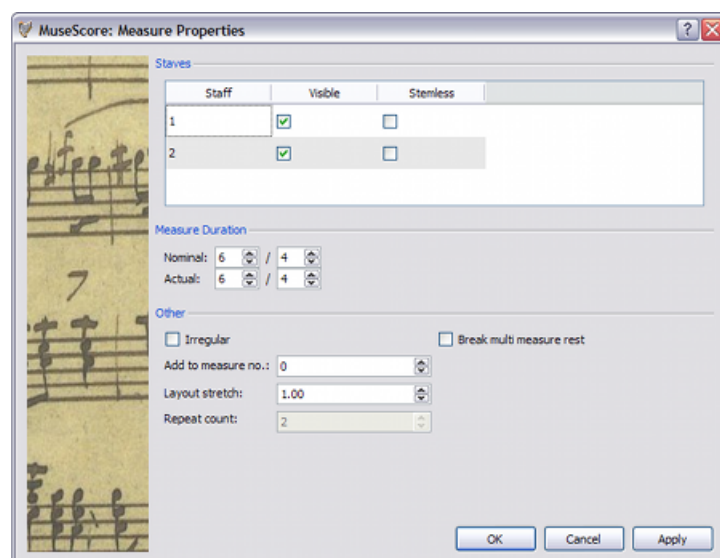 MuseScore: Measure Properties
Staves
Staff Visible Stemless
1
2
Measure Duration
Nominal: 6 / 4
Actual: 6 / 4
Other
Irregular Break multi measure rest
Add to measure no.: 0
Layout stretch: 1.00
Repeat count: 2
7
OK Cancel Apply